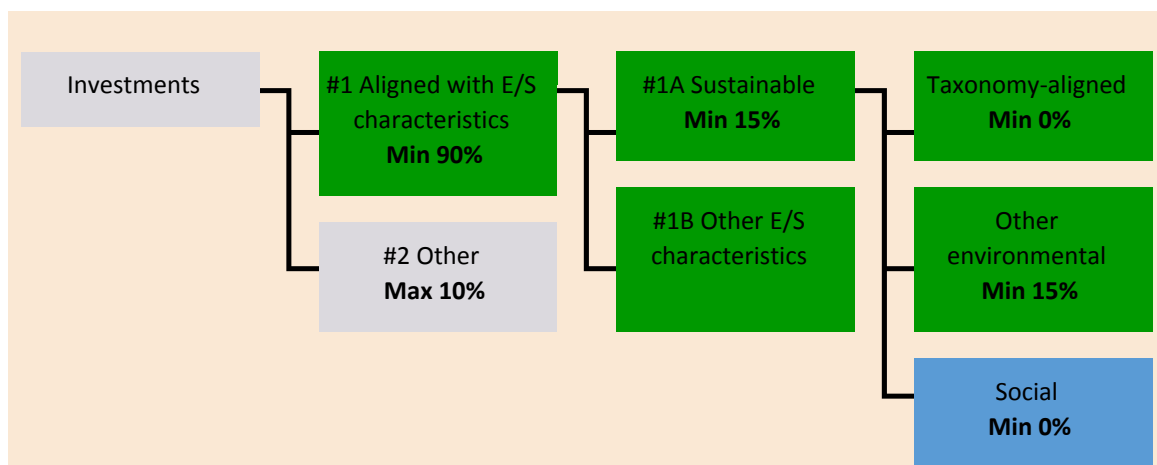 Investments
#1 Aligned with E/S
characteristics
Min 90%
#2 Other
Max 10%
#1A Sustainable
Min 15%
#1B Other E/S
characteristics
Taxonomy-aligned
Min 0%
Other
environmental
Min 15%
Social
Min 0%